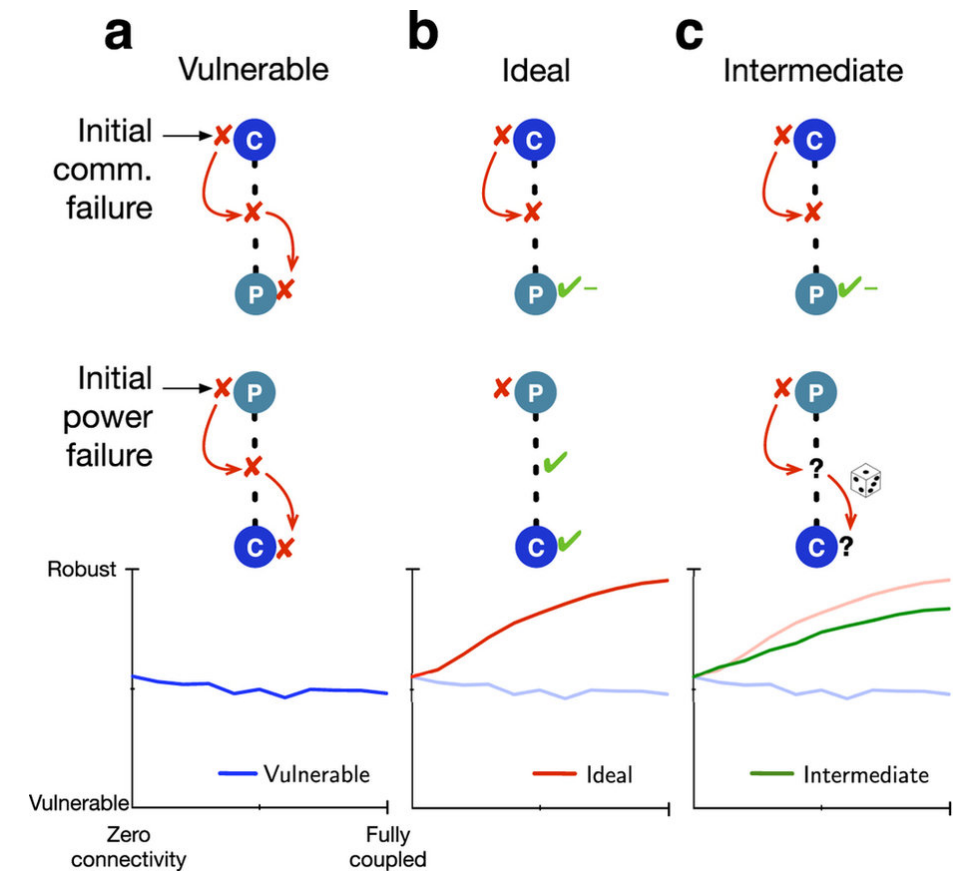 a
Vulnerable
b
Ideal
c
Intermediate
Initial
comm.
failure
C
P
C
P
C
P
Initial
power
failure
P
C
P
C
P
?
C
?
Robust
Vulnerable
Vulnerable
Zero
connectivity
Fully
coupled
Ideal
Intermediate